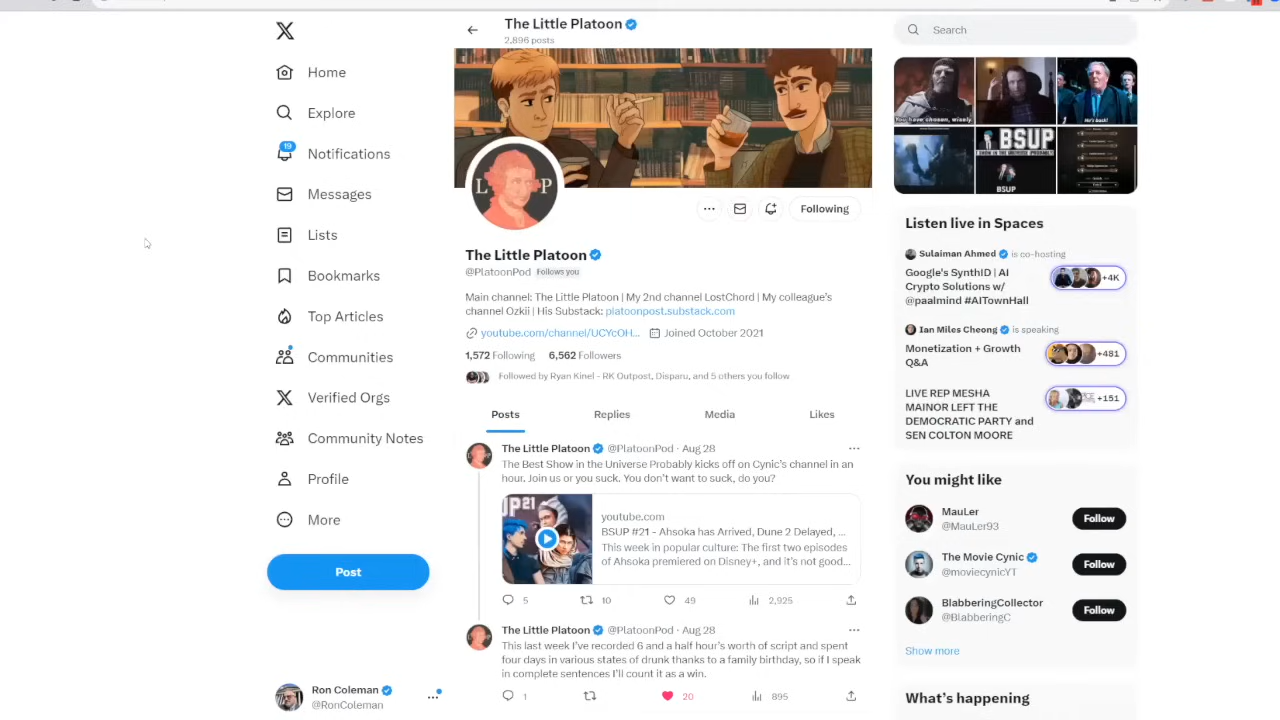 The Little Platoon
2,896 posts
Search
Home
Explore
19
Notifications
Messages
Lists
Bookmarks
Top Articles
Communities
Verified Orgs
Community Notes
Profile
More
Post
Ron Coleman
@RonColeman
L P
Following
The Little Platoon
@PlatoonPod Follows you
Main channel: The Little Platoon | My 2nd channel LostChord | My colleague's
channel Ozkii | His Substack: platoonpost.substack.com
youtube.com/channel/UCYcOH... Joined October 2021
1,572 Following 6,562 Followers
Followed by Ryan Kinel - RK Outpost, Disparu, and 5 others you follow
Posts Replies Media Likes
The Little Platoon @PlatoonPod · Aug 28
The Best Show in the Universe Probably kicks off on Cynic's channel in an
hour. Join us or you suck. You don't want to suck, do you?
UP 21
youtube.com
BSUP #21 - Ahsoka has Arrived, Dune 2 Delayed, ...
This week in popular culture: The first two episodes
of Ahsoka premiered on Disney+, and it's not good...
5 10 49 2,925
The Little Platoon @PlatoonPod · Aug 28
This last week I've recorded 6 and a half hour's worth of script and spent
four days in various states of drunk thanks to a family birthday, so if I speak
in complete sentences I'll count it as a win.
1 20 895
You have chosen, wisely
He's back!
BSUP
BSUP
Listen live in Spaces
Sulaiman Ahmed is co-hosting
Google's SynthID | AI
Crypto Solutions w/
@paalmind #AITownHall
+4K
Ian Miles Cheong is speaking
Monetization + Growth
Q&A
+481
LIVE REP MESHA
MAINOR LEFT THE
DEMOCRATIC PARTY and
SEN COLTON MOORE
+151
You might like
MauLer
@MauLer93
Follow
The Movie Cynic
@moviecynicYT
Follow
BlabberingCollector
@BlabberingC
Follow
Show more
What's happening